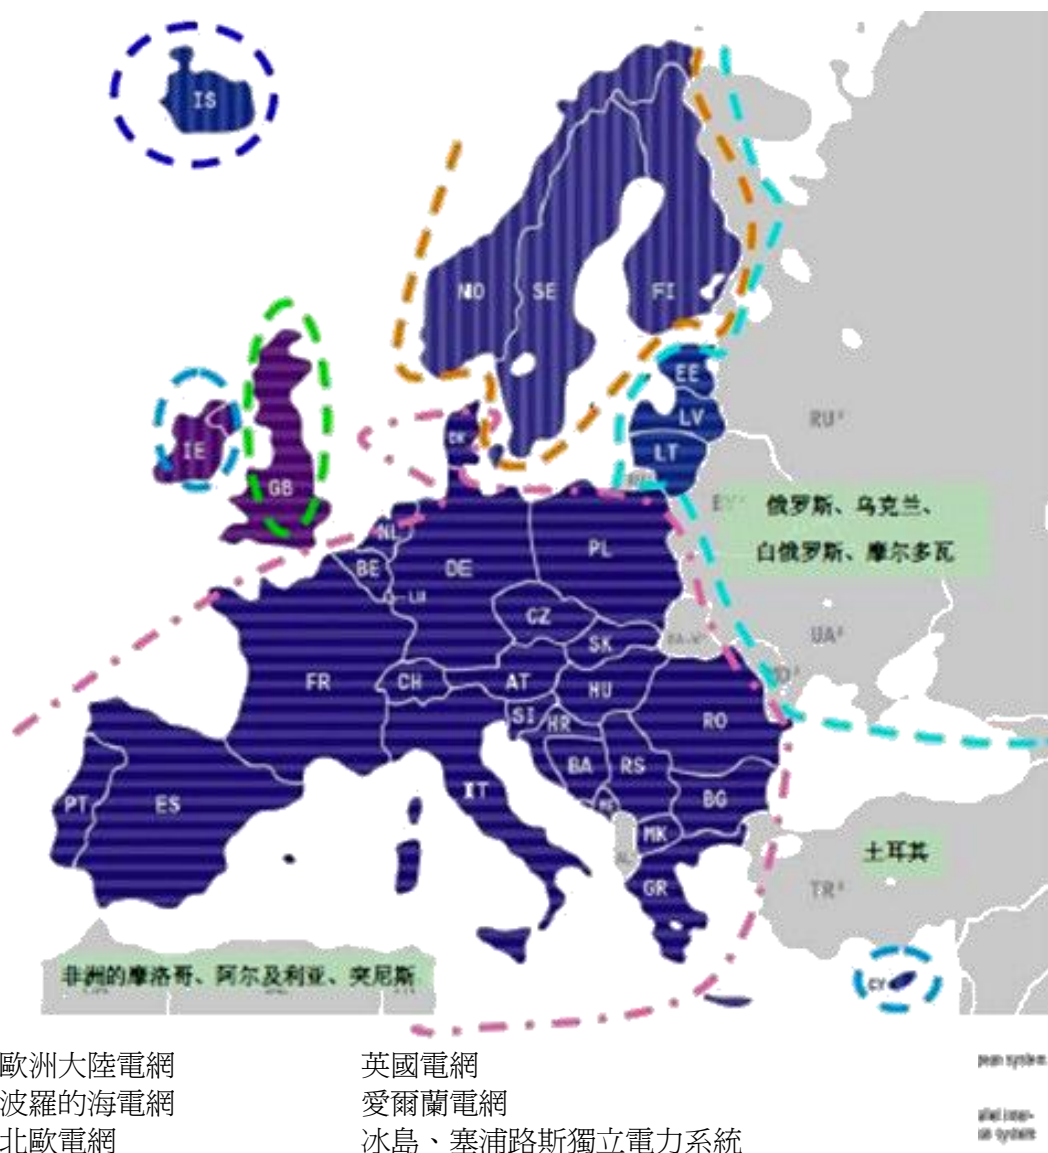 IS
NO
SE
FI
EE
LV
LT
RU
DK
IE
GB
俄罗斯、乌克兰、
白俄罗斯、摩尔多瓦
NL
BE
DE
PL
LU
CZ
SK
UA
FR
CH
AT
HU
SI
HR
RO
BA
RS
PT
ES
IT
BG
MK
土耳其
GR
TR
非洲的摩洛哥、阿尔及利亚、突尼斯
CY
歐洲大陸電網 英國電網
波羅的海電網 愛爾蘭電網
北歐電網 冰島、塞浦路斯獨立電力系統